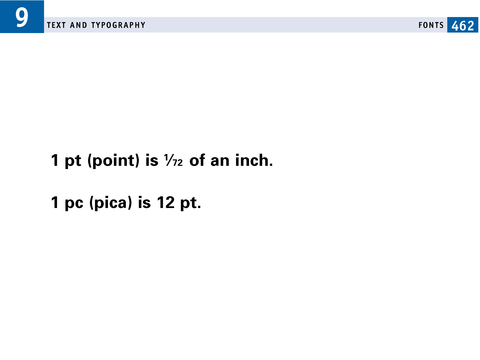 9
TEXT AND TYPOGRAPHY
FONTS 462
1 pt (point) is 1/72 of an inch.
1 pc (pica) is 12 pt.